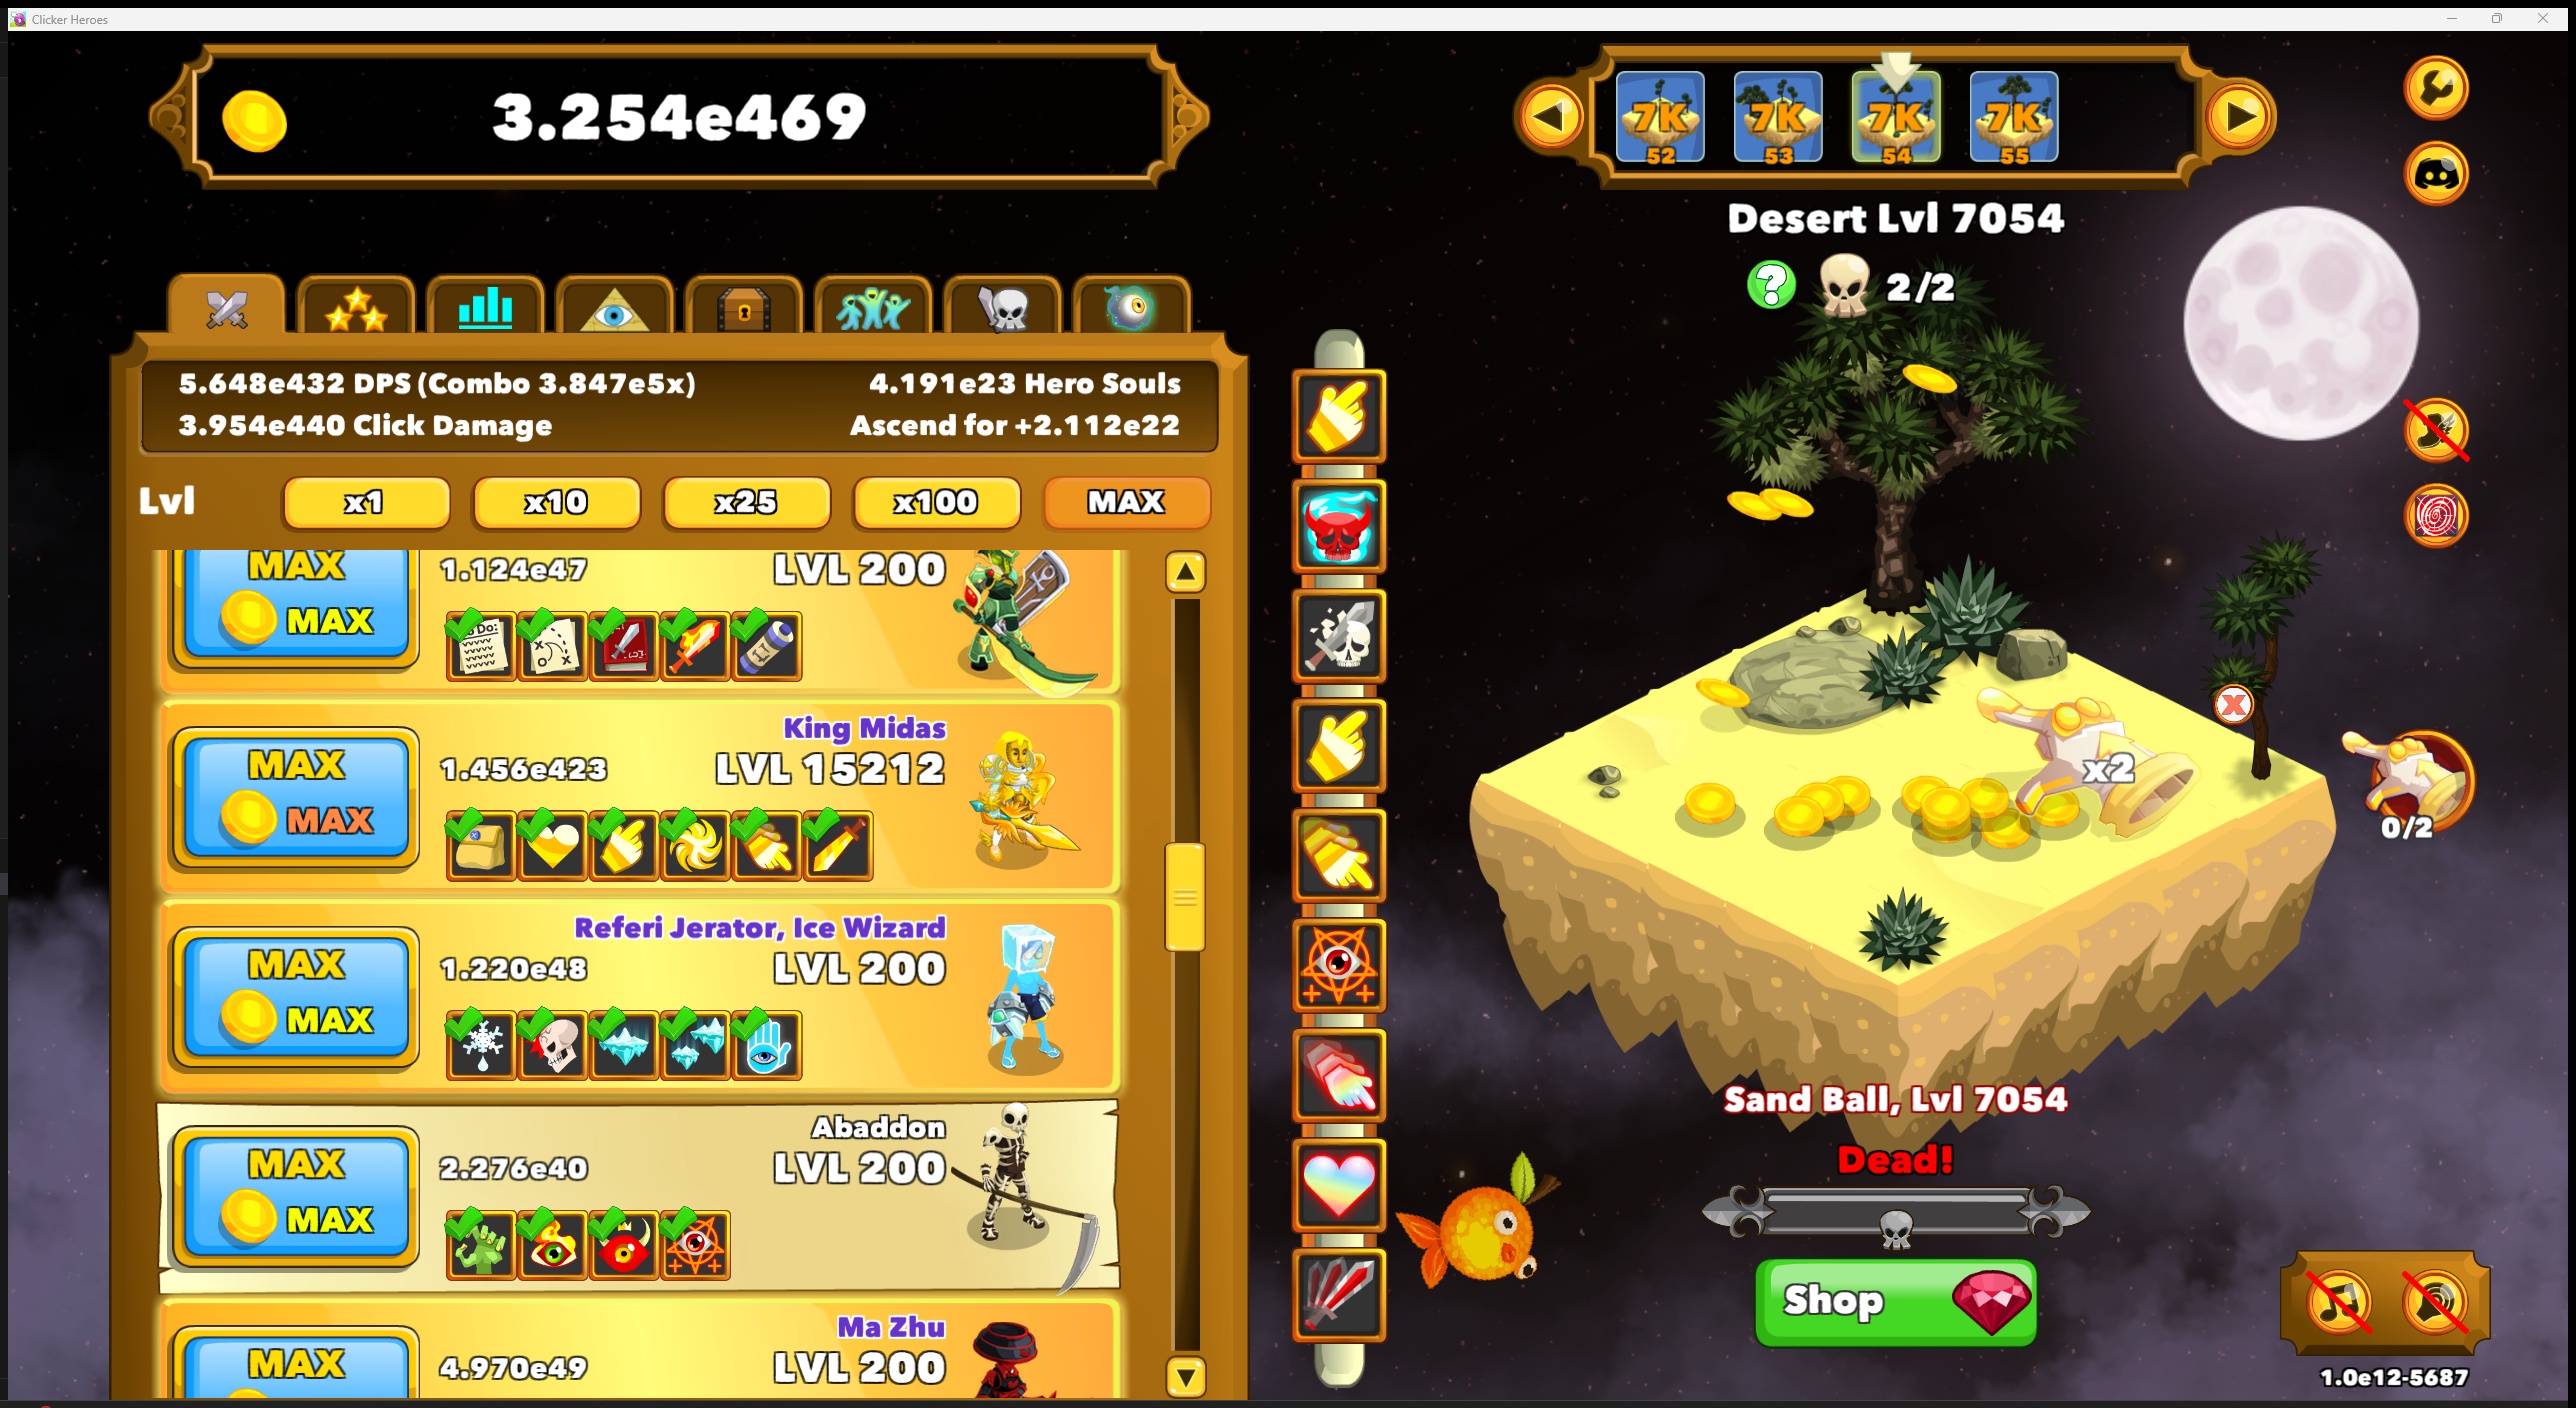 Clicker Heroes
3.254e469
7K
52
7K
53
7K
54
7K
55
Desert Lvl 7054
2/2
5.648e432 DPS (Combo 3.847e5x)
4.191e23 Hero Souls
3.954e440 Click Damage
Ascend for +2.112e22
Lvl
x1
x10
x25
x100
MAX
MAX
MAX
1.124e47
LVL 200
Do:
King Midas
MAX
MAX
1.456e423
LVL 15212
Referi Jerator, Ice Wizard
MAX
MAX
1.220e48
LVL 200
Abaddon
MAX
MAX
2.276e40
LVL 200
Ma Zhu
MAX
4.970e49
LVL 200
x2
0/2
Sand Ball, Lvl 7054
Dead!
Shop
1.0e12-5687